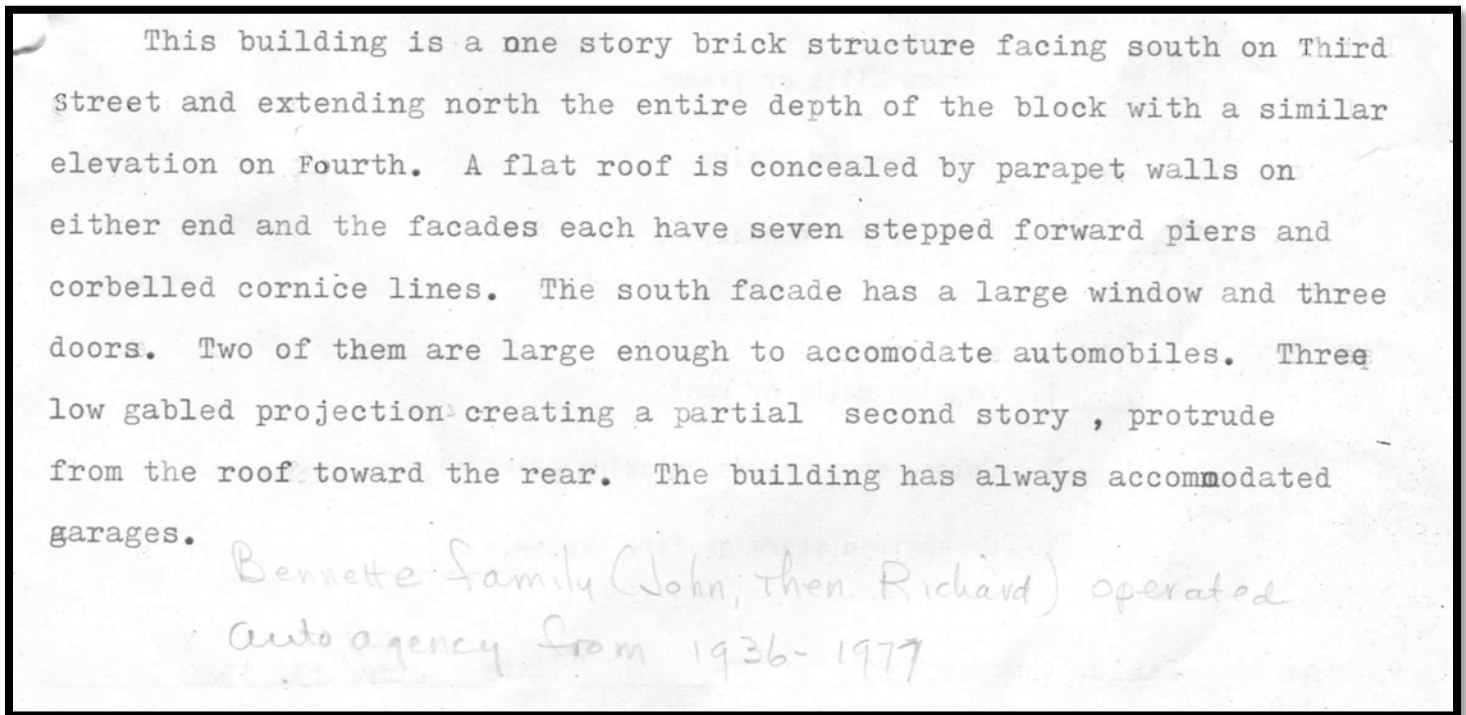 This building is a one story brick structure facing south on Third
street and extending north the entire depth of the block with a similar
elevation on Fourth. A flat roof is concealed by parapet walls on
either end and the facades each have seven stepped forward piers and
corbelled cornice lines. The south facade has a large window and three
doors. Two of them are large enough to accomodate automobiles. Three
low gabled projections creating a partial second story , protrude
from the roof toward the rear. The building has always accommodated
garages.
Bennette family (John, then Richard) operated
auto agency from 1936-1977